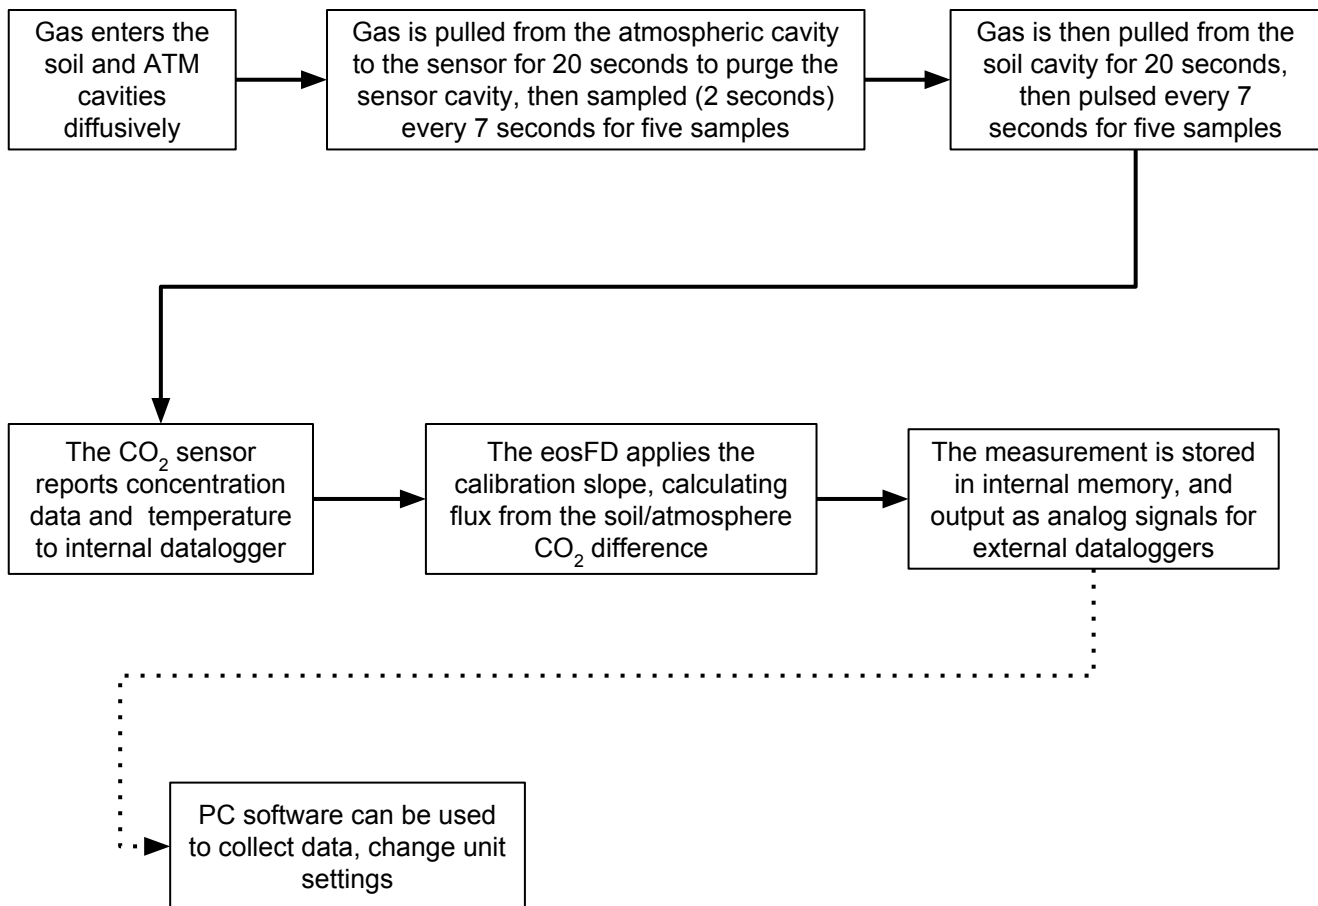 Gas enters the
soil and ATM
cavities
diffusively
Gas is pulled from the atmospheric cavity
to the sensor for 20 seconds to purge the
sensor cavity, then sampled (2 seconds)
every 7 seconds for five samples
Gas is then pulled from the
soil cavity for 20 seconds,
then pulsed every 7
seconds for five samples
The CO₂ sensor
reports concentration
data and  temperature
to internal datalogger
The eosFD applies the
calibration slope, calculating
flux from the soil/atmosphere
CO₂ difference
The measurement is stored
in internal memory, and
output as analog signals for
external dataloggers
PC software can be used
to collect data, change unit
settings